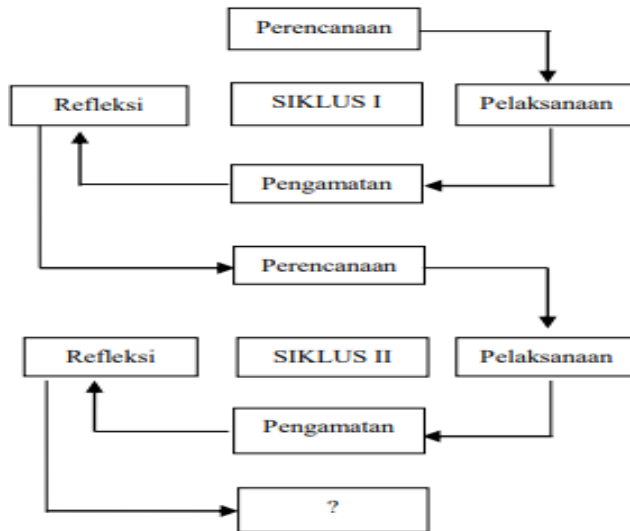 Perencanaan
Refleksi
SIKLUS I
Pelaksanaan
Pengamatan
Perencanaan
Refleksi
SIKLUS II
Pelaksanaan
Pengamatan
?